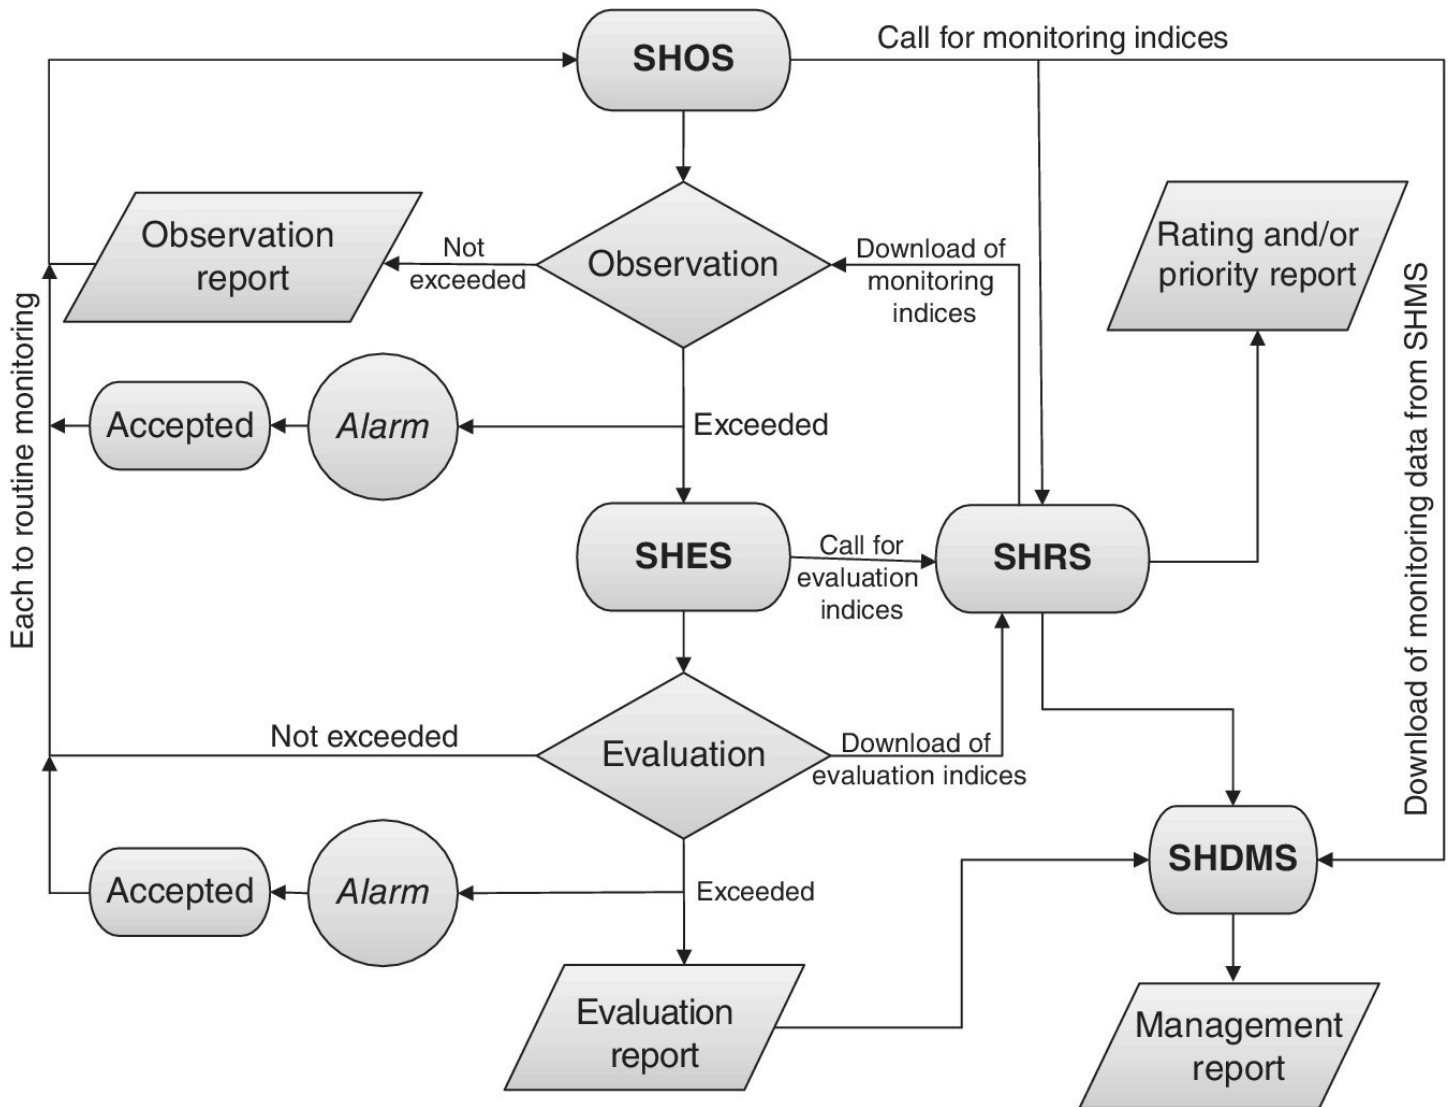 SHOS
Call for monitoring indices
Observation
report
Not
exceeded
Observation
Download of
monitoring
indices
Rating and/or
priority report
Each to routine monitoring
Download of monitoring data from SHMS
Accepted
Alarm
Exceeded
SHES
Call for
evaluation
indices
SHRS
Not exceeded
Evaluation
Download of
evaluation indices
SHDMS
Accepted
Alarm
Exceeded
Evaluation
report
Management
report